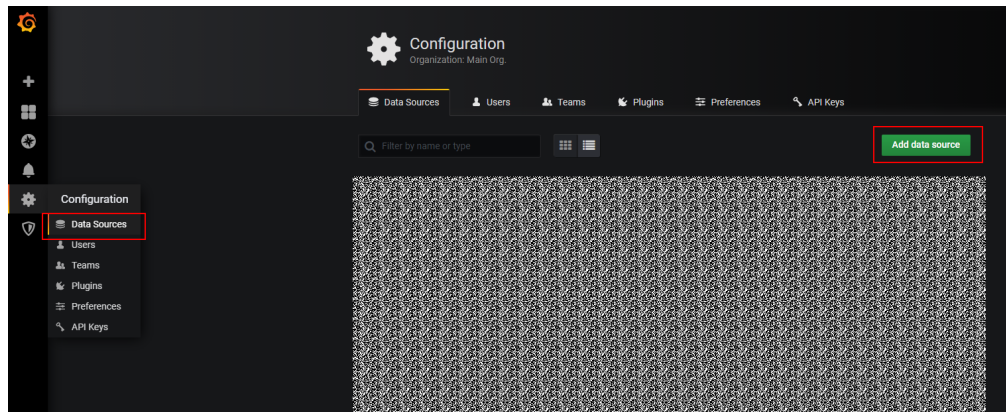 Configuration
Organization: Main Org.
Data Sources Users Teams Plugins Preferences API Keys
Filter by name or type
Add data source
Configuration
Data Sources
Users
Teams
Plugins
Preferences
API Keys